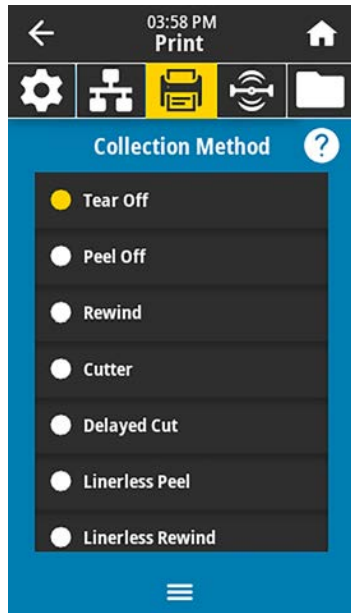 03:58 PM
Print
Collection Method
?
Tear Off
Peel Off
Rewind
Cutter
Delayed Cut
Linerless Peel
Linerless Rewind